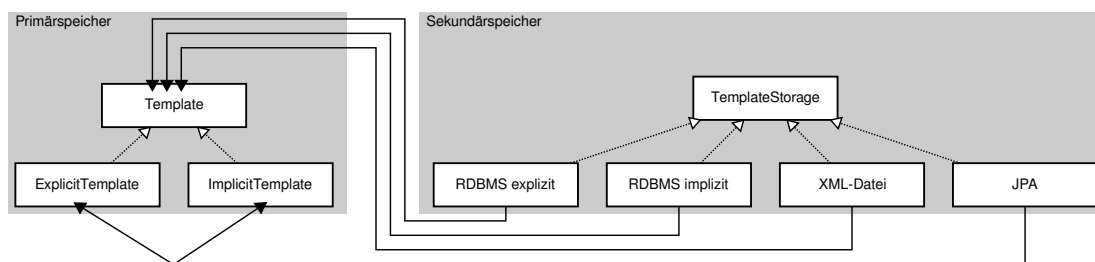 Primärspeicher
Sekundärspeicher
Template
TemplateStorage
ExplicitTemplate
ImplicitTemplate
RDBMS explizit
RDBMS implizit
XML-Datei
JPA